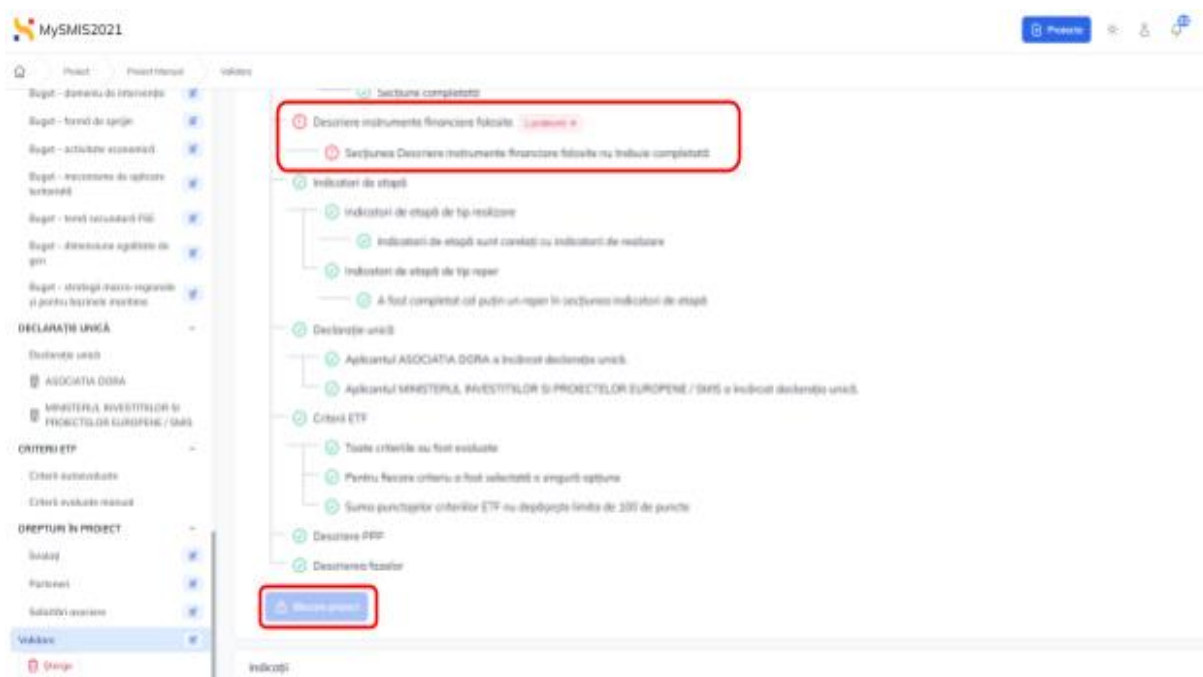 MySMIS2021
Proiecte
Proiect
Proiect Manual
Validare
Buget - domeniu de intervenție
Buget - formă de sprijin
Buget - activitate economică
Buget - mecanisme de aplicare
teritorială
Buget - temă secundară FSE
Buget - dimensiune egalitate de
gen
Buget - strategii macro-regionale
și pentru bazinele maritime
DECLARAȚIE UNICĂ
Declarație unică
ASOCIATIA DORA
MINISTERUL INVESTITIILOR SI
PROIECTELOR EUROPENE / SMIS
CRITERII ETF
Criterii autoevaluate
Criterii evaluate manual
DREPTURI ÎN PROIECT
Invitați
Parteneri
Solicitări asociere
Validare
Șterge
Secțiune completată
Descriere instrumente financiare folosite
Secțiunea Descriere instrumente financiare folosite nu trebuie completată
Indicatori de etapă
Indicatori de etapă de tip realizare
Indicatorii de etapă sunt corelați cu indicatorii de realizare
Indicatori de etapă de tip reper
A fost completat cel puțin un reper în secțiunea indicatori de etapă
Declarație unică
Aplicantul ASOCIATIA DORA a încărcat declarația unică.
Aplicantul MINISTERUL INVESTITIILOR SI PROIECTELOR EUROPENE / SMIS a încărcat declarația unică.
Criterii ETF
Toate criteriile au fost evaluate
Pentru fiecare criteriu a fost selectată o singură opțiune
Suma punctajelor criteriilor ETF nu depășește limita de 100 de puncte
Descriere PPP
Descrierea fazelor
Blocare proiect
Indicații